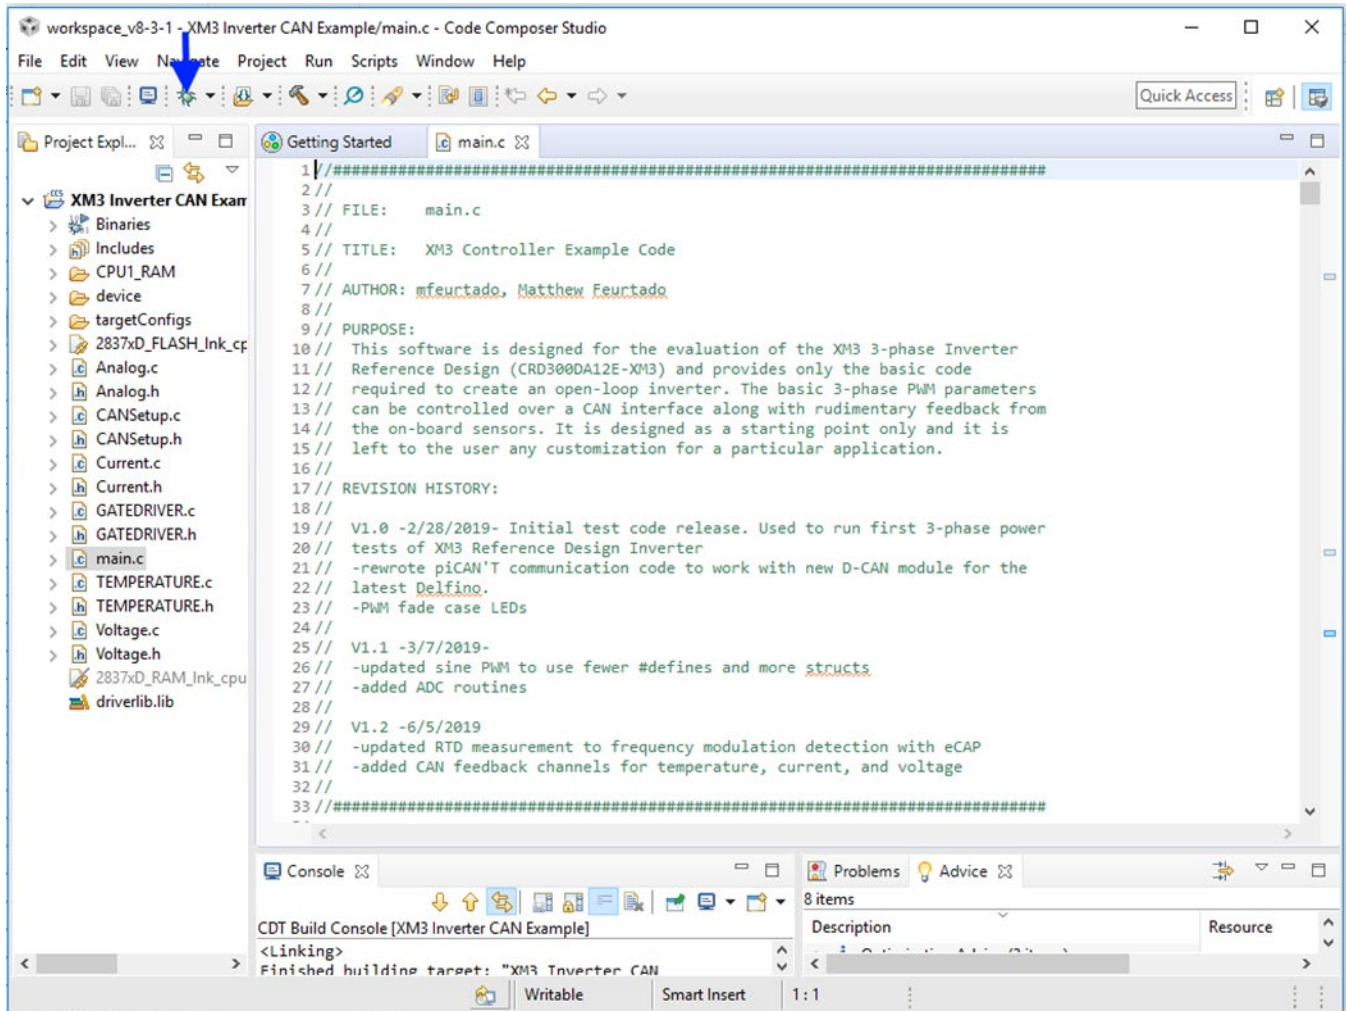 workspace_v8-3-1 - XM3 Inverter CAN Example/main.c - Code Composer Studio
File Edit View Navigate Project Run Scripts Window Help
Quick Access
Project Expl...
Getting Started main.c
XM3 Inverter CAN Exam
Binaries
Includes
CPU1_RAM
device
targetConfigs
2837xD_FLASH_lnk_cp
Analog.c
Analog.h
CANSetup.c
CANSetup.h
Current.c
Current.h
GATEDRIVER.c
GATEDRIVER.h
main.c
TEMPERATURE.c
TEMPERATURE.h
Voltage.c
Voltage.h
2837xD_RAM_lnk_cpu
driverlib.lib
1 //#############################################################################
2 //
3 // FILE: main.c
4 //
5 // TITLE: XM3 Controller Example Code
6 //
7 // AUTHOR: mfeurtado, Matthew Feurtado
8 //
9 // PURPOSE:
10 // This software is designed for the evaluation of the XM3 3-phase Inverter
11 // Reference Design (CRD300DA12E-XM3) and provides only the basic code
12 // required to create an open-loop inverter. The basic 3-phase PWM parameters
13 // can be controlled over a CAN interface along with rudimentary feedback from
14 // the on-board sensors. It is designed as a starting point only and it is
15 // left to the user any customization for a particular application.
16 //
17 // REVISION HISTORY:
18 //
19 // V1.0 -2/28/2019- Initial test code release. Used to run first 3-phase power
20 // tests of XM3 Reference Design Inverter
21 // -rewrote piCAN'T communication code to work with new D-CAN module for the
22 // latest Delfino.
23 // -PWM fade case LEDs
24 //
25 // V1.1 -3/7/2019-
26 // -updated sine PWM to use fewer #defines and more structs
27 // -added ADC routines
28 //
29 // V1.2 -6/5/2019
30 // -updated RTD measurement to frequency modulation detection with eCAP
31 // -added CAN feedback channels for temperature, current, and voltage
32 //
33 //#############################################################################
Console
CDT Build Console [XM3 Inverter CAN Example]
<Linking>
Finished building target: "XM3 Inverter CAN
Problems Advice
8 items
Description Resource
Writable Smart Insert 1 : 1